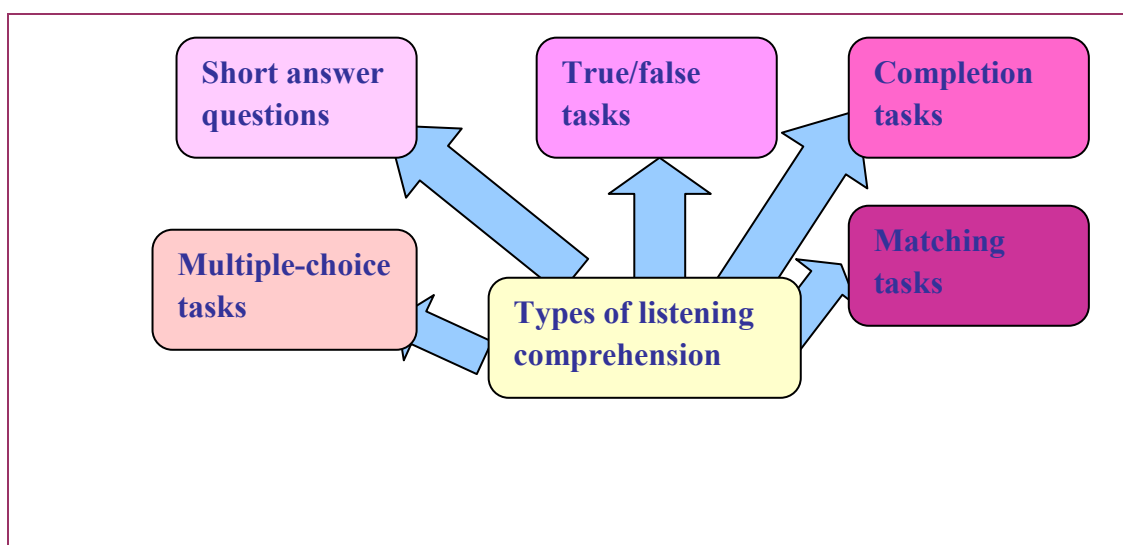 Short answer
questions
True/false
tasks
Completion
tasks
Multiple-choice
tasks
Matching
tasks
Types of listening
comprehension